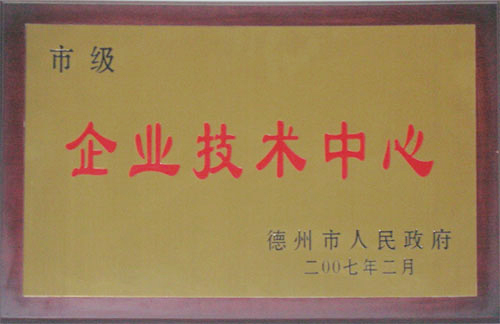 市级
企业技术中心
德州市人民政府
二00七年二月